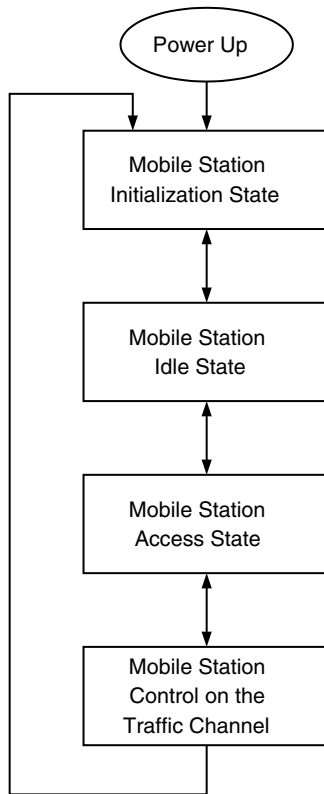 Power Up
Mobile Station
Initialization State
Mobile Station
Idle State
Mobile Station
Access State
Mobile Station
Control on the
Traffic Channel